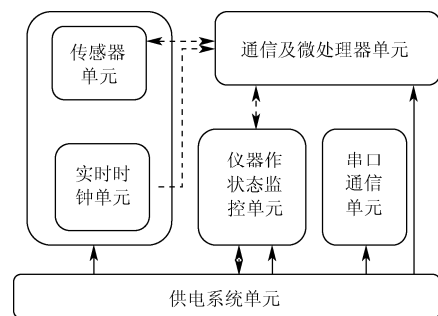 传感器
单元
通信及微处理器单元
实时时
钟单元
仪器作
状态监
控单元
串口
通信
单元
供电系统单元